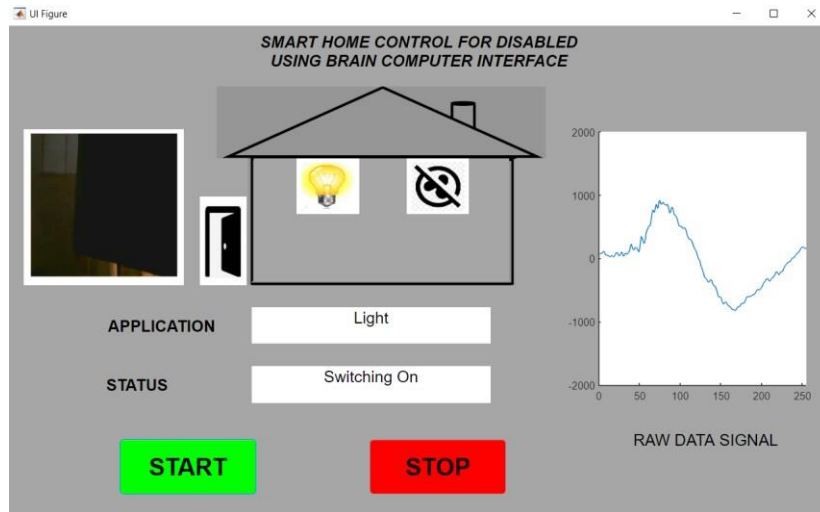 UI Figure
SMART HOME CONTROL FOR DISABLED
USING BRAIN COMPUTER INTERFACE
APPLICATION
Light
STATUS
Switching On
START
STOP
2000
1000
0
-1000
-2000
0 50 100 150 200 250
RAW DATA SIGNAL